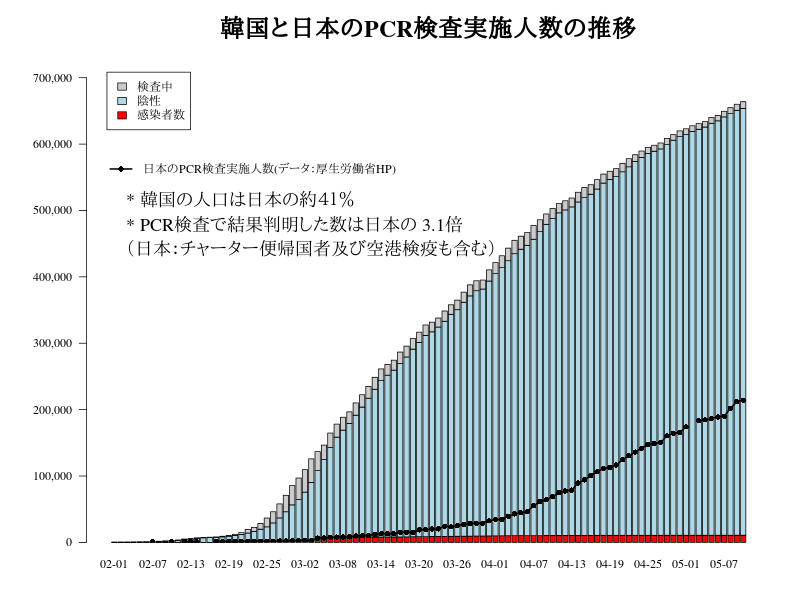 韓国と日本のPCR検査実施人数の推移
700,000
600,000
500,000
400,000
300,000
200,000
100,000
0
検査中
陰性
感染者数
日本のPCR検査実施人数(データ：厚生労働省HP)
* 韓国の人口は日本の約41%
* PCR検査で結果判明した数は日本の 3.1倍
（日本：チャーター便帰国者及び空港検疫も含む）
02-01 02-07 02-13 02-19 02-25 03-02 03-08 03-14 03-20 03-26 04-01 04-07 04-13 04-19 04-25 05-01 05-07